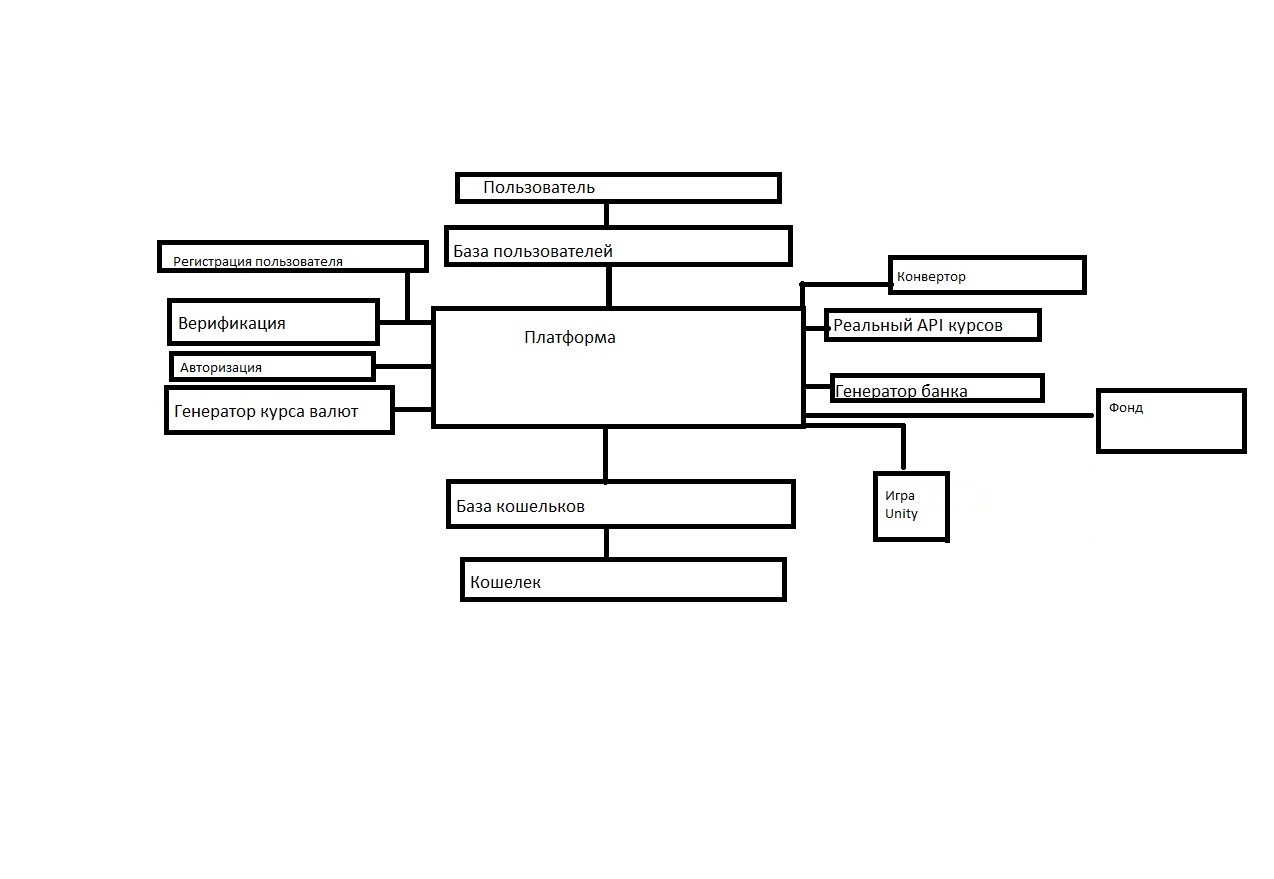 Пользователь
База пользователей
Регистрация пользователя
Конвертор
Верификация
Платформа
Реальный API курсов
Авторизация
Генератор курса валют
Генератор банка
Фонд
База кошельков
Игра
Unity
Кошелек